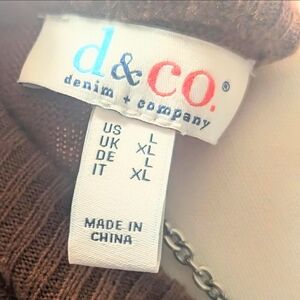 d&co.®
denim + company
US L
UK XL
DE L
IT XL
MADE IN
CHINA